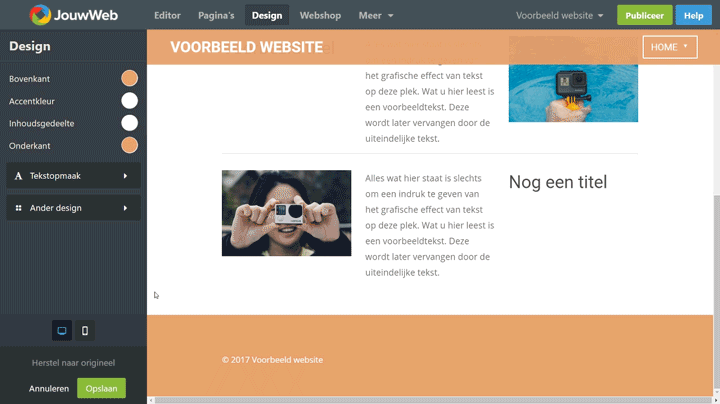 JouwWeb
Editor
Pagina's
Design
Webshop
Meer
Voorbeeld website
Publiceer
Help
Design
Bovenkant
Accentkleur
Inhoudsgedeelte
Onderkant
A Tekstopmaak
Ander design
Herstel naar origineel
Annuleren
Opslaan
VOORBEELD WEBSITE
HOME
het grafische effect van tekst
op deze plek. Wat u hier leest is
een voorbeeldtekst. Deze
wordt later vervangen door de
uiteindelijke tekst.
Alles wat hier staat is slechts
om een indruk te geven van
het grafische effect van tekst
op deze plek. Wat u hier leest is
een voorbeeldtekst. Deze
wordt later vervangen door de
uiteindelijke tekst.
Nog een titel
© 2017 Voorbeeld website